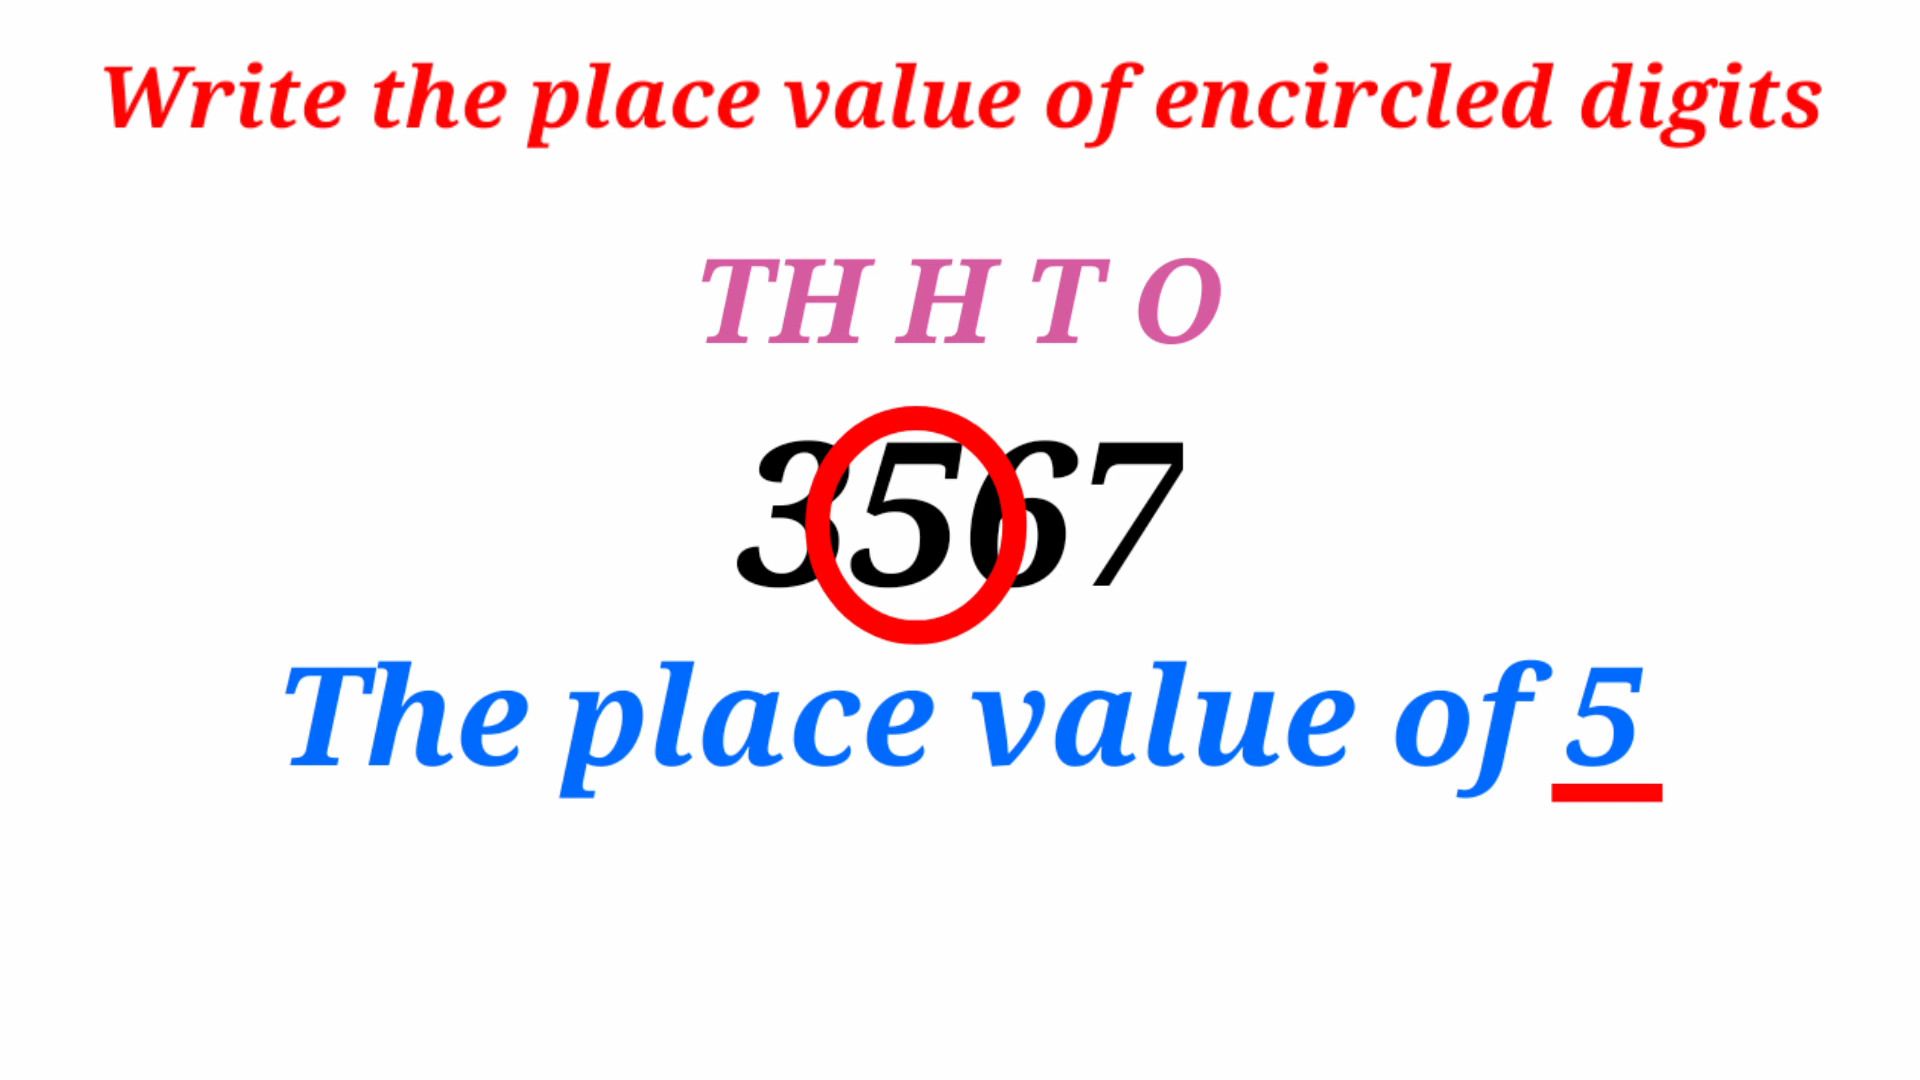 Write the place value of encircled digits
TH H T O
3567
The place value of 5